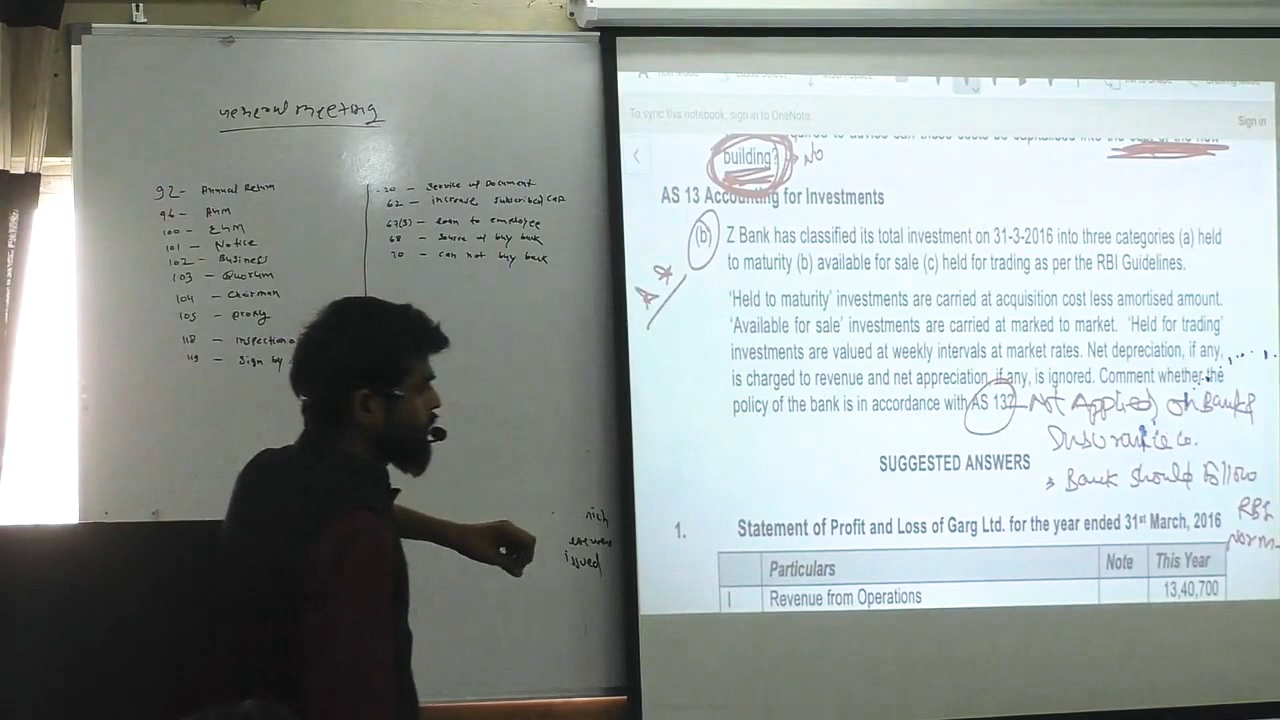 General Meeting
92 - Annual Return
96 - AGM
100 - EGM
101 - Notice
102 - Business
103 - Quorum
104 - Chairman
105 - proxy
118 - Inspection
119 - Sign by
20 - Service of Document
62 - increase subscribed cap
67(3) - loan to employee
68 - Source of buy back
70 - can not buy back
issued
To sync this notebook, sign in to OneNote.
Sign in
building? → No
AS 13 Accounting for Investments
(b) Z Bank has classified its total investment on 31-3-2016 into three categories (a) held
to maturity (b) available for sale (c) held for trading as per the RBI Guidelines.
'Held to maturity' investments are carried at acquisition cost less amortised amount.
'Available for sale' investments are carried at marked to market. 'Held for trading'
investments are valued at weekly intervals at market rates. Net depreciation, if any,
is charged to revenue and net appreciation, if any, is ignored. Comment whether the
policy of the bank is in accordance with AS 13? - Not Applied on Bank &
Insurance Co.
SUGGESTED ANSWERS
→ Bank should Follow
RBI
Norm
1. Statement of Profit and Loss of Garg Ltd. for the year ended 31st March, 2016
Particulars Note This Year
I Revenue from Operations 13,40,700